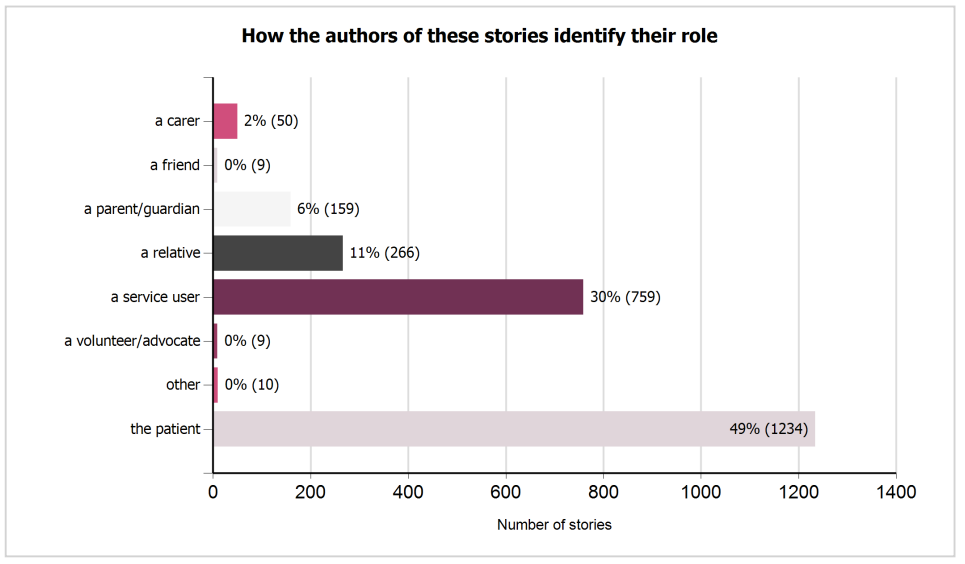 How the authors of these stories identify their role
a carer 2% (50)
a friend 0% (9)
a parent/guardian 6% (159)
a relative 11% (266)
a service user 30% (759)
a volunteer/advocate 0% (9)
other 0% (10)
the patient 49% (1234)
0 200 400 600 800 1000 1200 1400
Number of stories